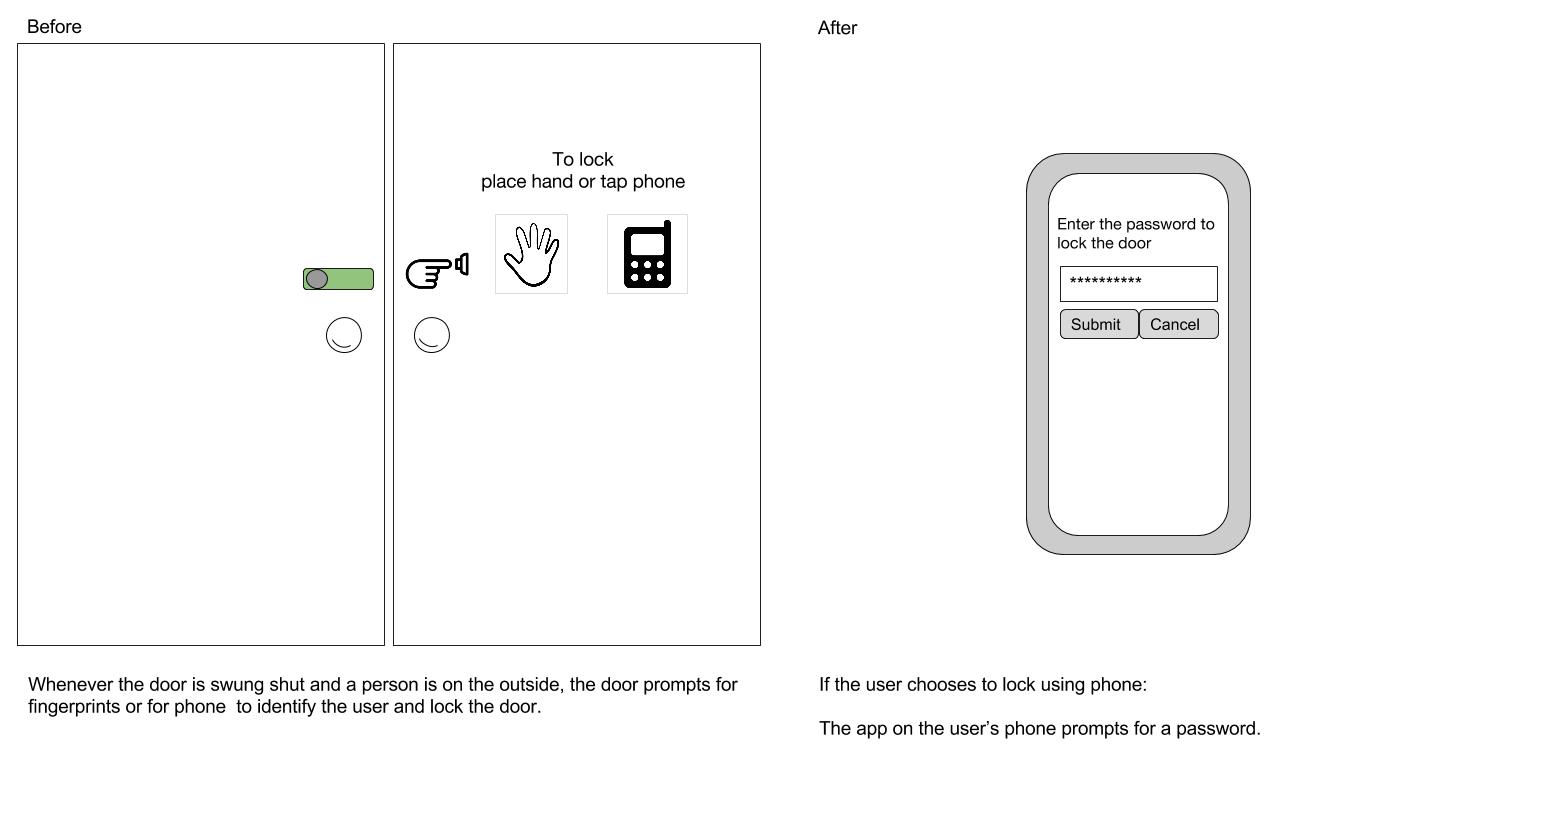 Before
To lock
place hand or tap phone
Whenever the door is swung shut and a person is on the outside, the door prompts for
fingerprints or for phone  to identify the user and lock the door.
After
Enter the password to
lock the door
**********
Submit
Cancel
If the user chooses to lock using phone:
The app on the user’s phone prompts for a password.